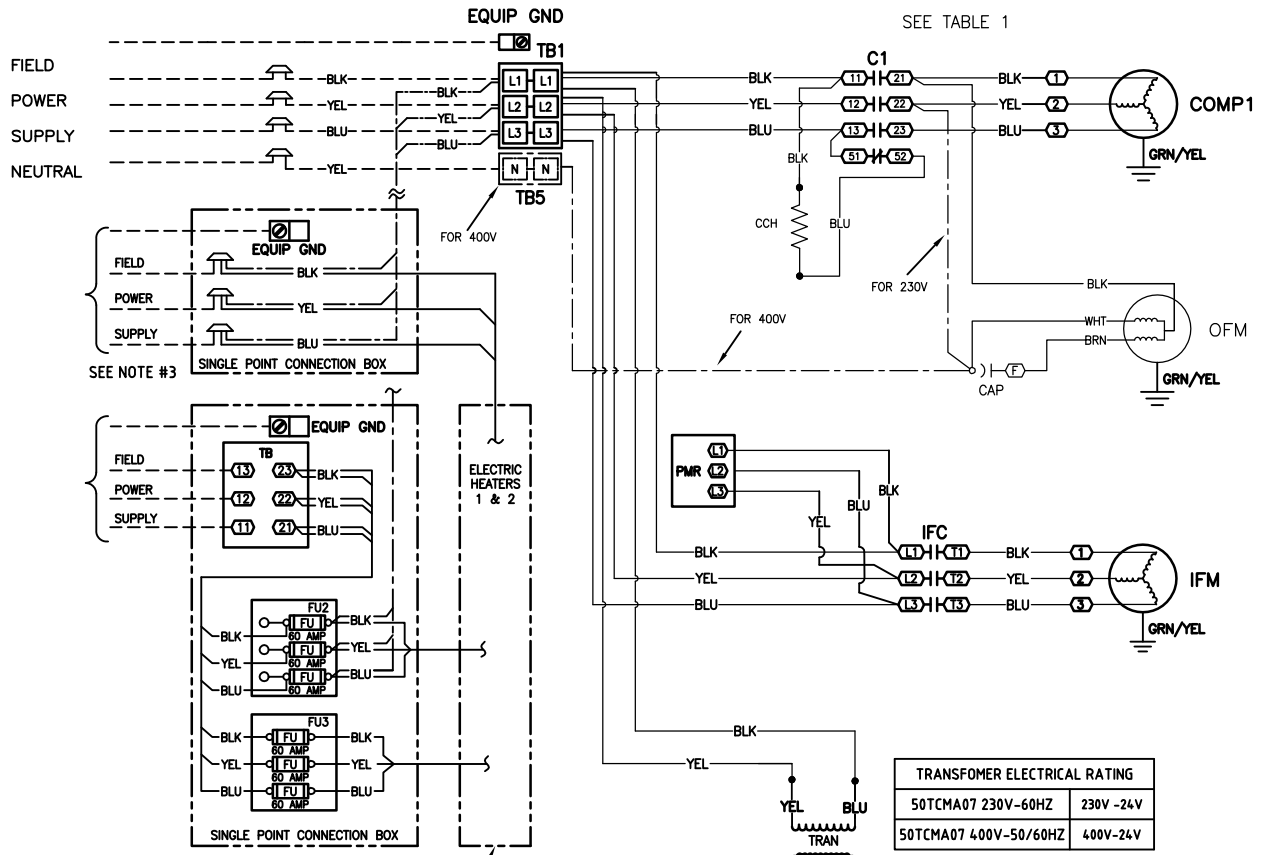 EQUIP GND
SEE TABLE 1
TB1
C1
FIELD
BLK
L1 L1
BLK
11 21
BLK 1
BLK
POWER
YEL
L2 L2
YEL
12 22
YEL 2
COMP1
YEL
SUPPLY
BLU
L3 L3
BLU
13 23
BLU 3
BLU
GRN/YEL
51 52
BLK
NEUTRAL
YEL
N N
TB5
FOR 400V
CCH
BLU
EQUIP GND
FIELD
BLK
POWER
YEL
SUPPLY
BLU
SINGLE POINT CONNECTION BOX
SEE NOTE #3
FOR 230V
FOR 400V
BLK
WHT
BRN
OFM
F
CAP
GRN/YEL
EQUIP GND
TB
FIELD
13 23
BLK
POWER
12 22
YEL
SUPPLY
11 21
BLU
ELECTRIC
HEATERS
1 & 2
PMR
L1
L2
L3
BLK
BLU
YEL
IFC
BLK
L1 T1
BLK 1
YEL
L2 T2
YEL 2
IFM
BLU
L3 T3
BLU 3
GRN/YEL
FU2
FU
BLK
60 AMP
BLK
FU
YEL
60 AMP
YEL
FU
BLU
60 AMP
BLU
FU3
BLK
FU
BLK
60 AMP
YEL
FU
YEL
60 AMP
BLU
FU
BLU
60 AMP
SINGLE POINT CONNECTION BOX
BLK
YEL
YEL
BLU
TRAN
TRANSFOMER ELECTRICAL RATING
50TCMA07 230V-60HZ 230V -24V
50TCMA07 400V-50/60HZ 400V-24V